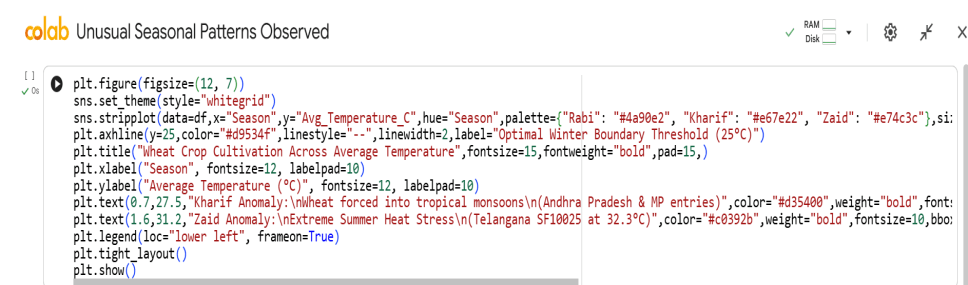 colab Unusual Seasonal Patterns Observed
RAM
Disk
[ ]
0s
plt.figure(figsize=(12, 7))
sns.set_theme(style="whitegrid")
sns.stripplot(data=df,x="Season",y="Avg_Temperature_C",hue="Season",palette={"Rabi": "#4a90e2", "Kharif": "#e67e22", "Zaid": "#e74c3c"},siz
plt.axhline(y=25,color="#d9534f",linestyle="--",linewidth=2,label="Optimal Winter Boundary Threshold (25°C)")
plt.title("Wheat Crop Cultivation Across Average Temperature",fontsize=15,fontweight="bold",pad=15,)
plt.xlabel("Season", fontsize=12, labelpad=10)
plt.ylabel("Average Temperature (°C)", fontsize=12, labelpad=10)
plt.text(0.7,27.5,"Kharif Anomaly:\nWheat forced into tropical monsoons\n(Andhra Pradesh & MP entries)",color="#d35400",weight="bold",fonts
plt.text(1.6,31.2,"Zaid Anomaly:\nExtreme Summer Heat Stress\n(Telangana SF10025 at 32.3°C)",color="#c0392b",weight="bold",fontsize=10,bbox
plt.legend(loc="lower left", frameon=True)
plt.tight_layout()
plt.show()